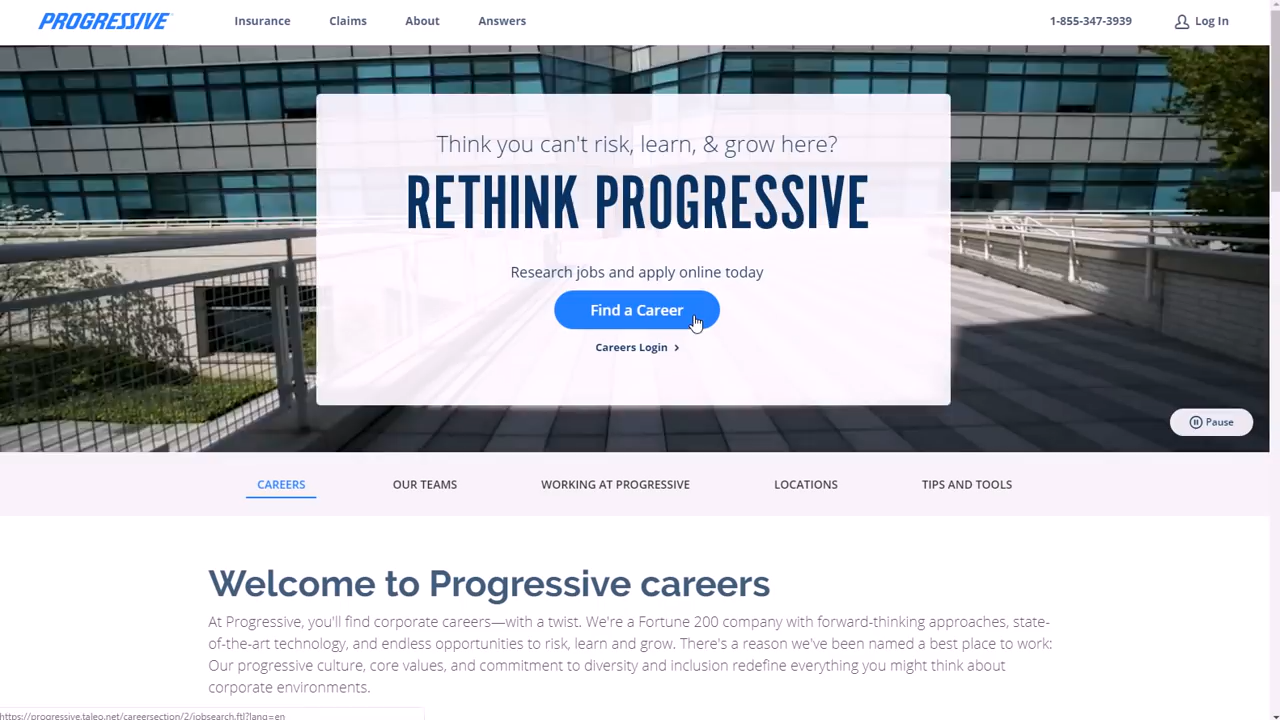 PROGRESSIVE
Insurance
Claims
About
Answers
1-855-347-3939
Log In
Think you can't risk, learn, & grow here?
RETHINK PROGRESSIVE
Research jobs and apply online today
Find a Career
Careers Login
Pause
CAREERS
OUR TEAMS
WORKING AT PROGRESSIVE
LOCATIONS
TIPS AND TOOLS
Welcome to Progressive careers
At Progressive, you'll find corporate careers—with a twist. We're a Fortune 200 company with forward-thinking approaches, state-
of-the-art technology, and endless opportunities to risk, learn and grow. There's a reason we've been named a best place to work:
Our progressive culture, core values, and commitment to diversity and inclusion redefine everything you might think about
corporate environments.
https://progressive.taleo.net/careersection/2/jobsearch.ftl?lang=en